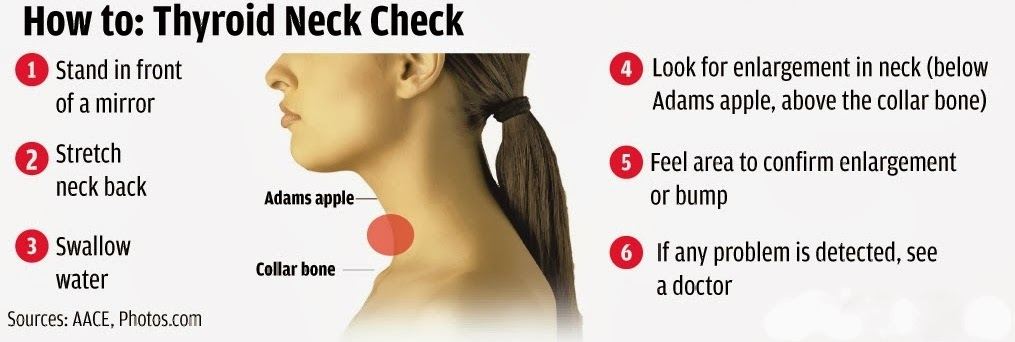 How to: Thyroid Neck Check
1 Stand in front
of a mirror
2 Stretch
neck back
3 Swallow
water
Adams apple
Collar bone
4 Look for enlargement in neck (below
Adams apple, above the collar bone)
5 Feel area to confirm enlargement
or bump
6 If any problem is detected, see
a doctor
Sources: AACE, Photos.com